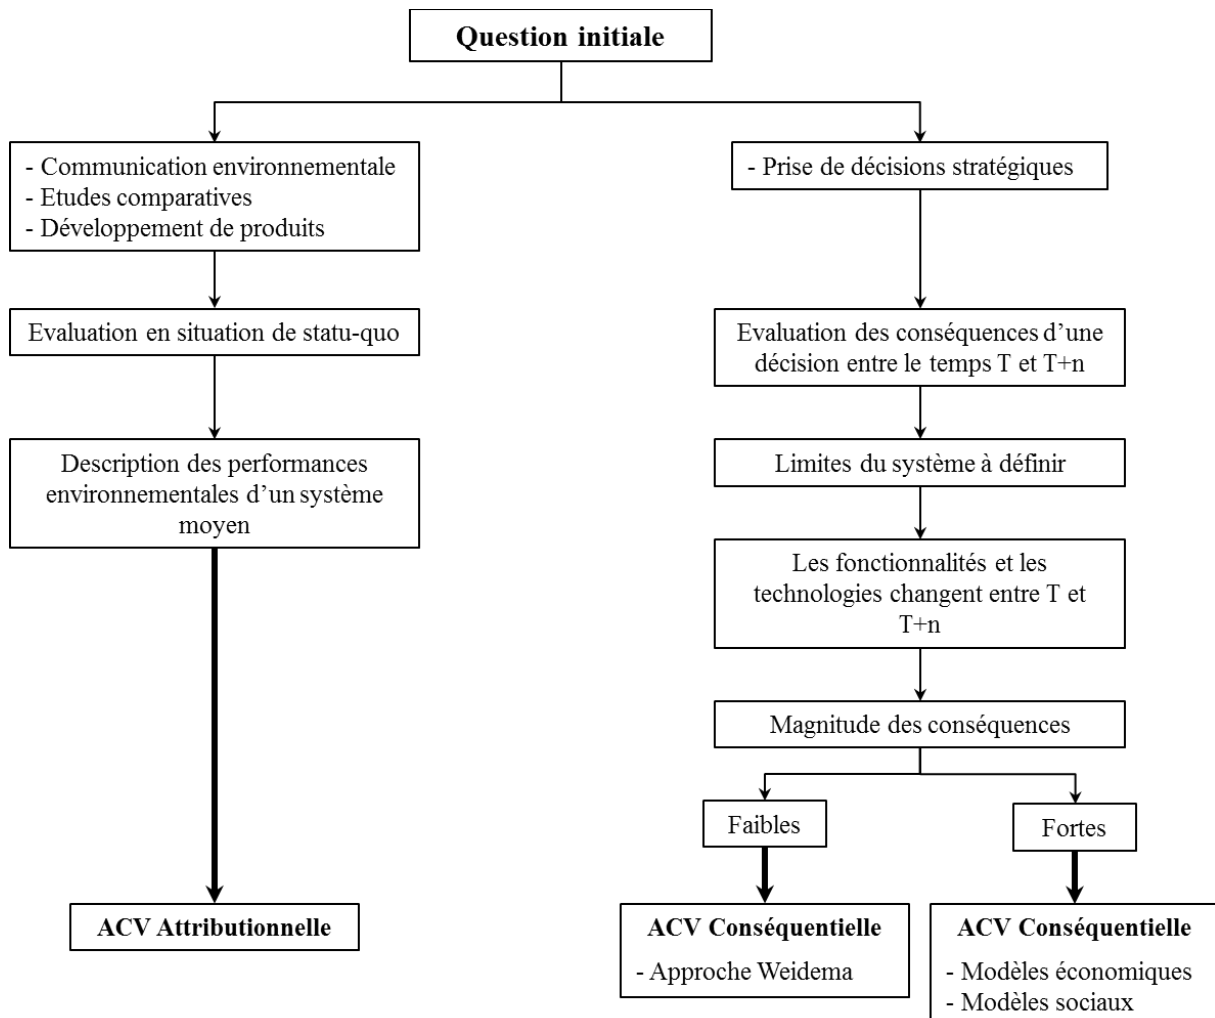 Question initiale
- Communication environnementale
- Etudes comparatives
- Développement de produits
- Prise de décisions stratégiques
Evaluation en situation de statu-quo
Evaluation des conséquences d’une
décision entre le temps T et T+n
Description des performances
environnementales d’un système
moyen
Limites du système à définir
Les fonctionnalités et les
technologies changent entre T et
T+n
Magnitude des conséquences
Faibles
Fortes
ACV Attributionnelle
ACV Conséquentielle
- Approche Weidema
ACV Conséquentielle
- Modèles économiques
- Modèles sociaux